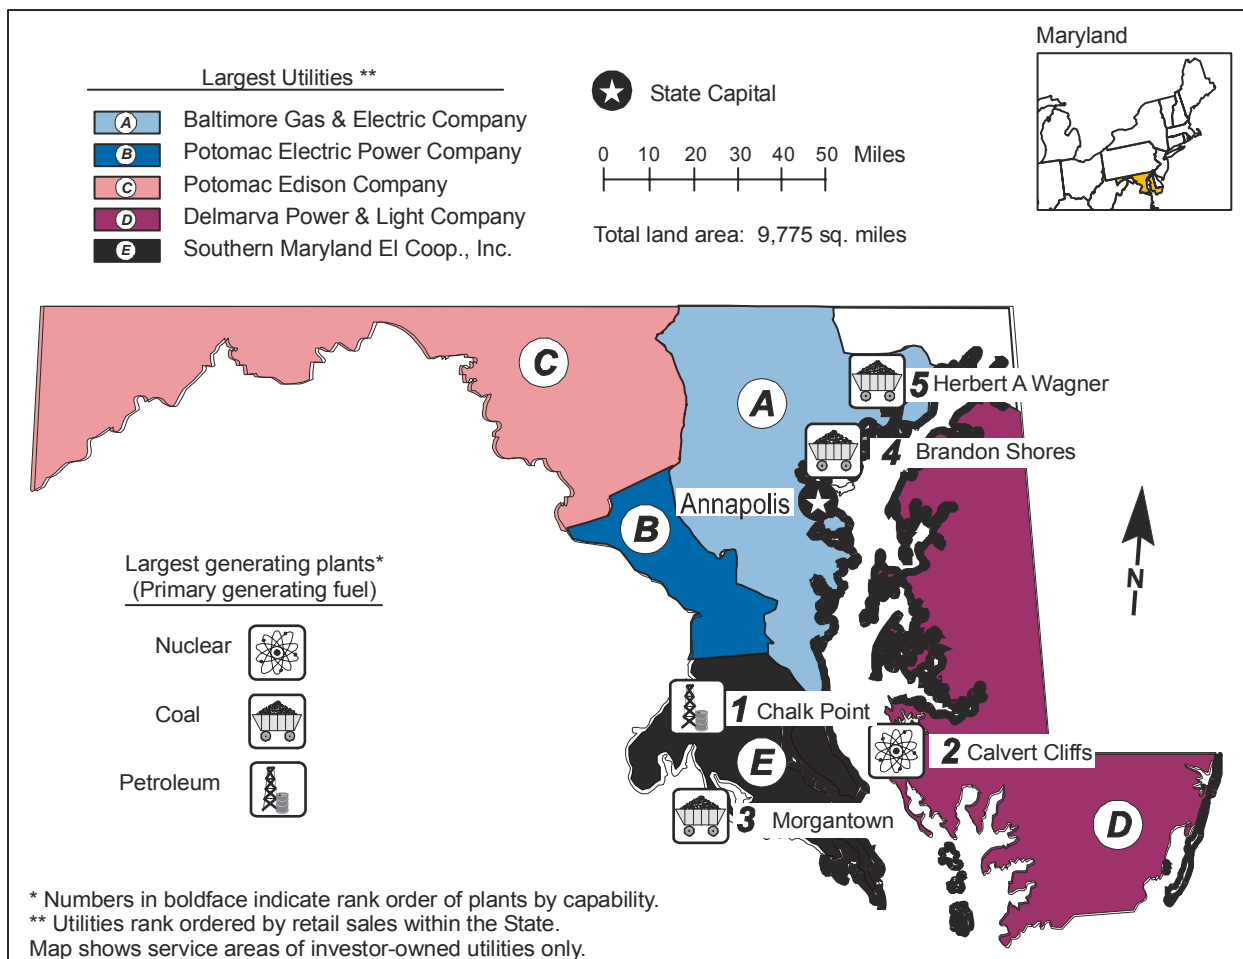 Maryland
Largest Utilities **
A Baltimore Gas & Electric Company
B Potomac Electric Power Company
C Potomac Edison Company
D Delmarva Power & Light Company
E Southern Maryland El Coop., Inc.
State Capital
0 10 20 30 40 50 Miles
Total land area: 9,775 sq. miles
C
A
5 Herbert A Wagner
4 Brandon Shores
Annapolis
B
N
Largest generating plants*
(Primary generating fuel)
Nuclear
Coal
Petroleum
1 Chalk Point
2 Calvert Cliffs
E
3 Morgantown
D
* Numbers in boldface indicate rank order of plants by capability.
** Utilities rank ordered by retail sales within the State.
Map shows service areas of investor-owned utilities only.